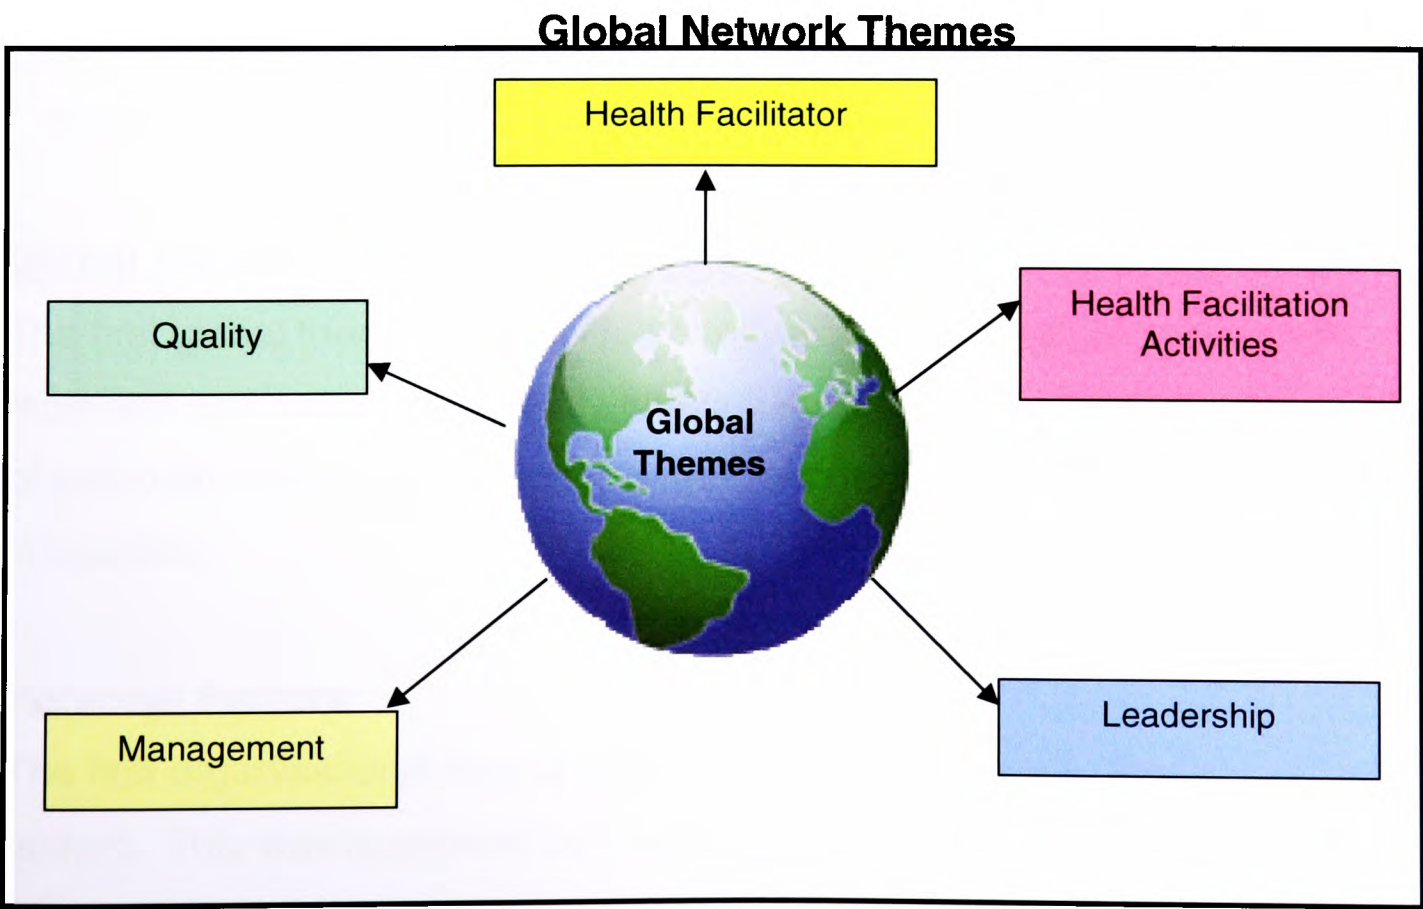 Global Network Themes
Health Facilitator
Health Facilitation
Activities
Quality
Global
Themes
Management
Leadership